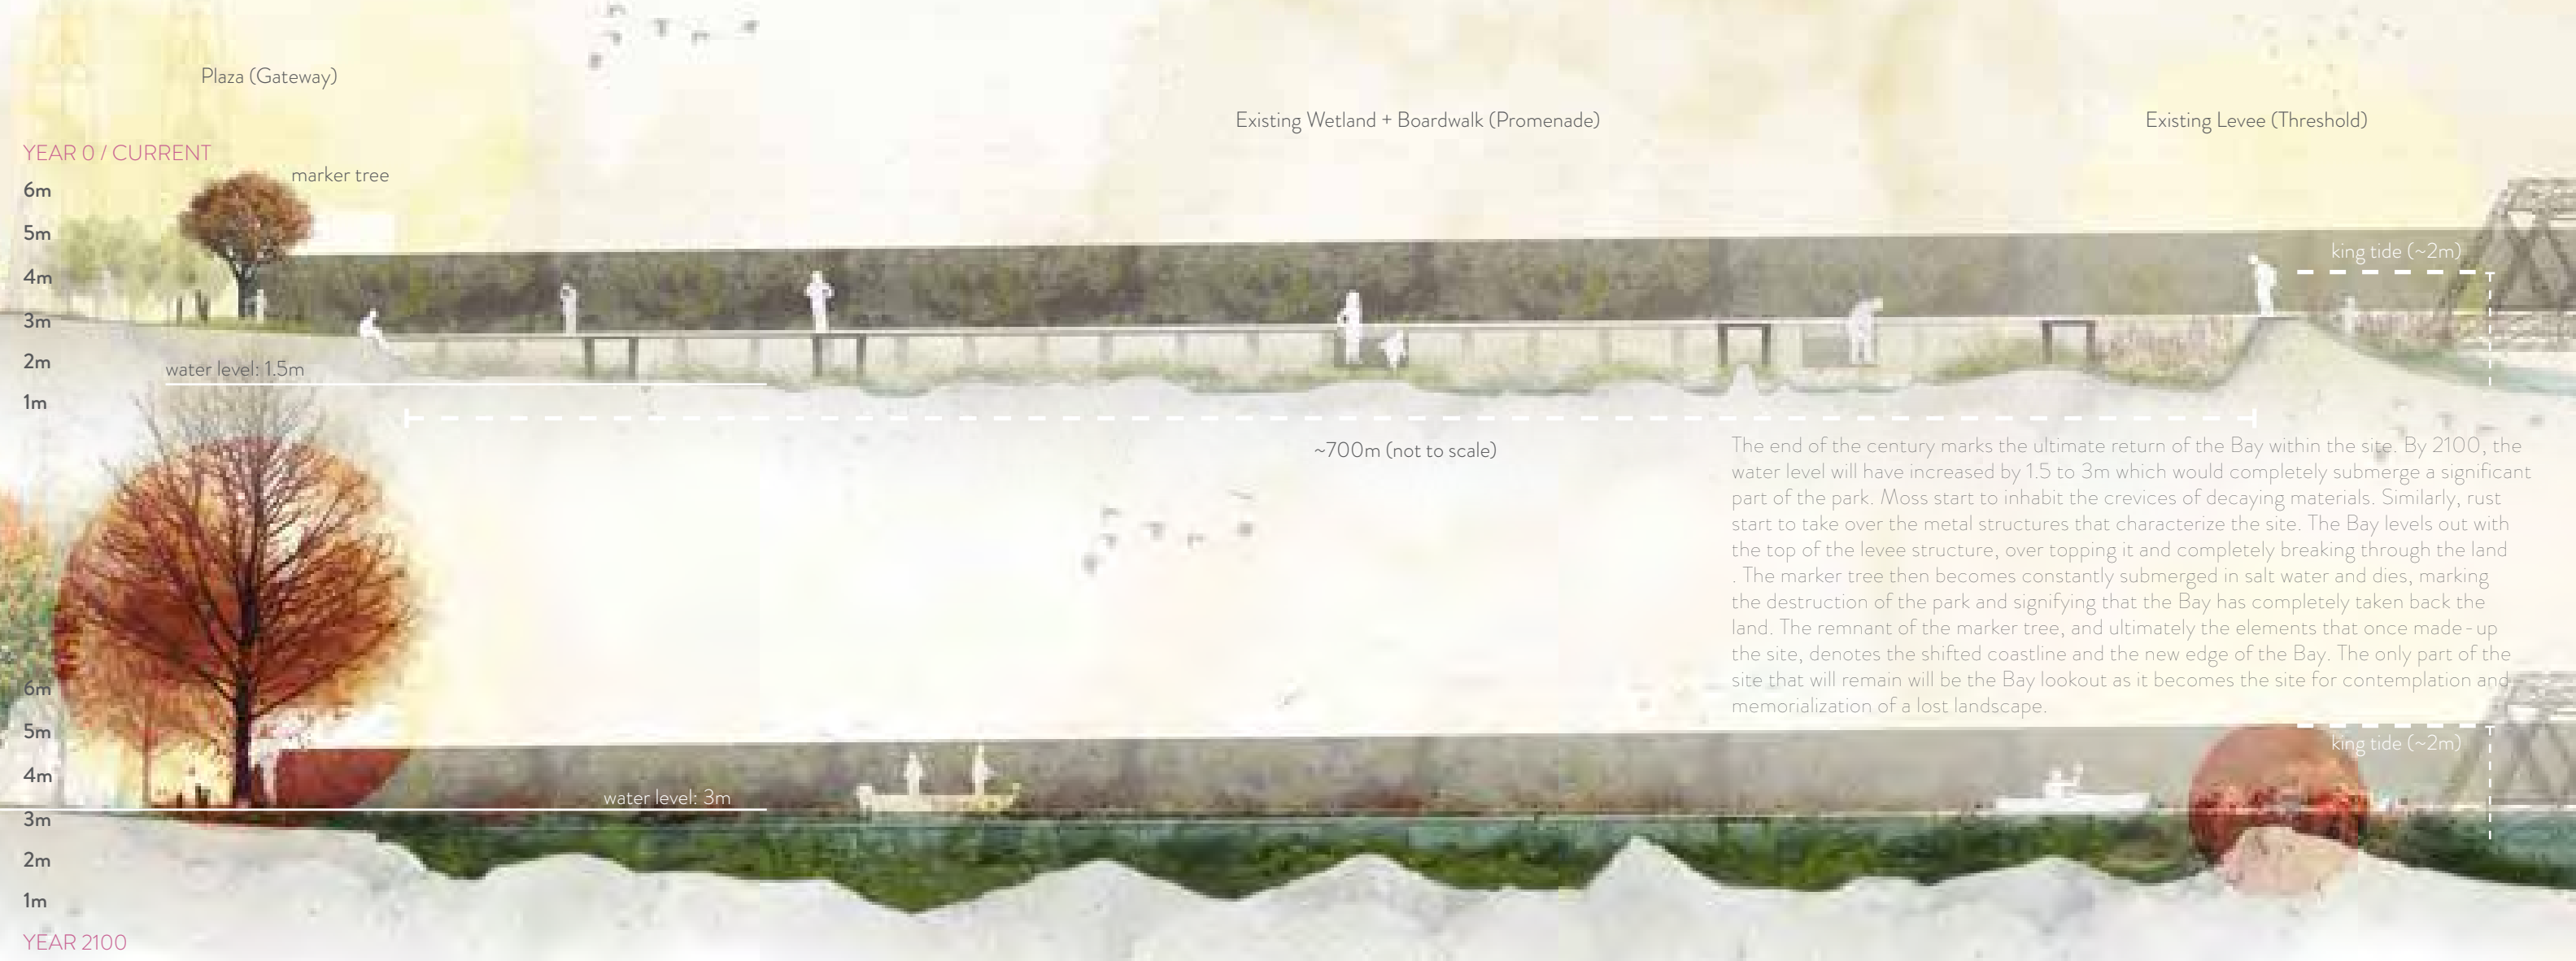 Plaza (Gateway)
Existing Wetland + Boardwalk (Promenade)
Existing Levee (Threshold)
YEAR 0 / CURRENT
marker tree
6m
5m
king tide (~2m)
4m
3m
2m
water level: 1.5m
1m
~700m (not to scale)
The end of the century marks the ultimate return of the Bay within the site. By 2100, the
water level will have increased by 1.5 to 3m which would completely submerge a significant
part of the park. Moss start to inhabit the crevices of decaying materials. Similarly, rust
start to take over the metal structures that characterize the site. The Bay levels out with
the top of the levee structure, over topping it and completely breaking through the land
. The marker tree then becomes constantly submerged in salt water and dies, marking
the destruction of the park and signifying that the Bay has completely taken back the
land. The remnant of the marker tree, and ultimately the elements that once made-up
the site, denotes the shifted coastline and the new edge of the Bay. The only part of the
site that will remain will be the Bay lookout as it becomes the site for contemplation and
memorialization of a lost landscape.
6m
5m
king tide (~2m)
4m
water level: 3m
3m
2m
1m
YEAR 2100